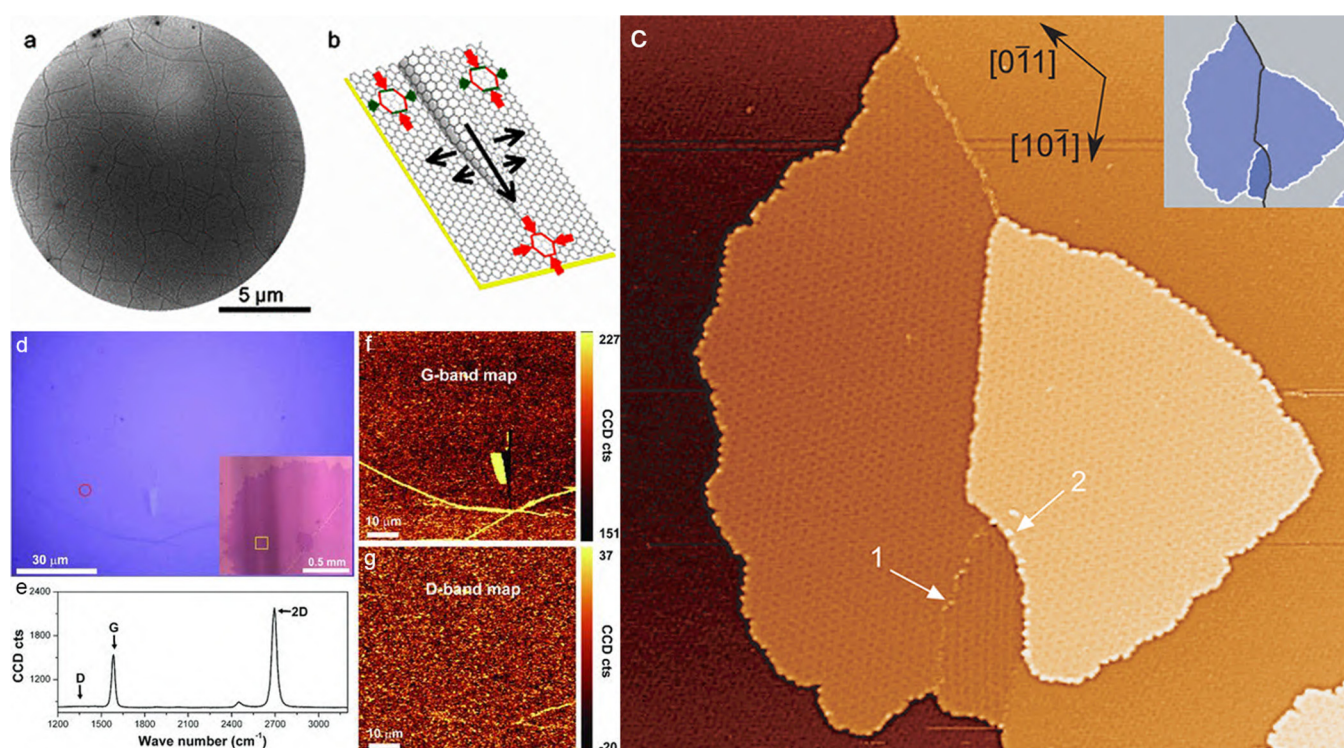 a
5 µm
b
c
[0̄11]
[101̄]
1
2
d
30 µm
0.5 mm
e
2400
1800
1200
CCD cts
D
G
2D
1200 1500 1800 2100 2400 2700 3000
Wave number (cm⁻¹)
f
G-band map
10 µm
227
CCD cts
151
g
D-band map
10 µm
37
CCD cts
-20